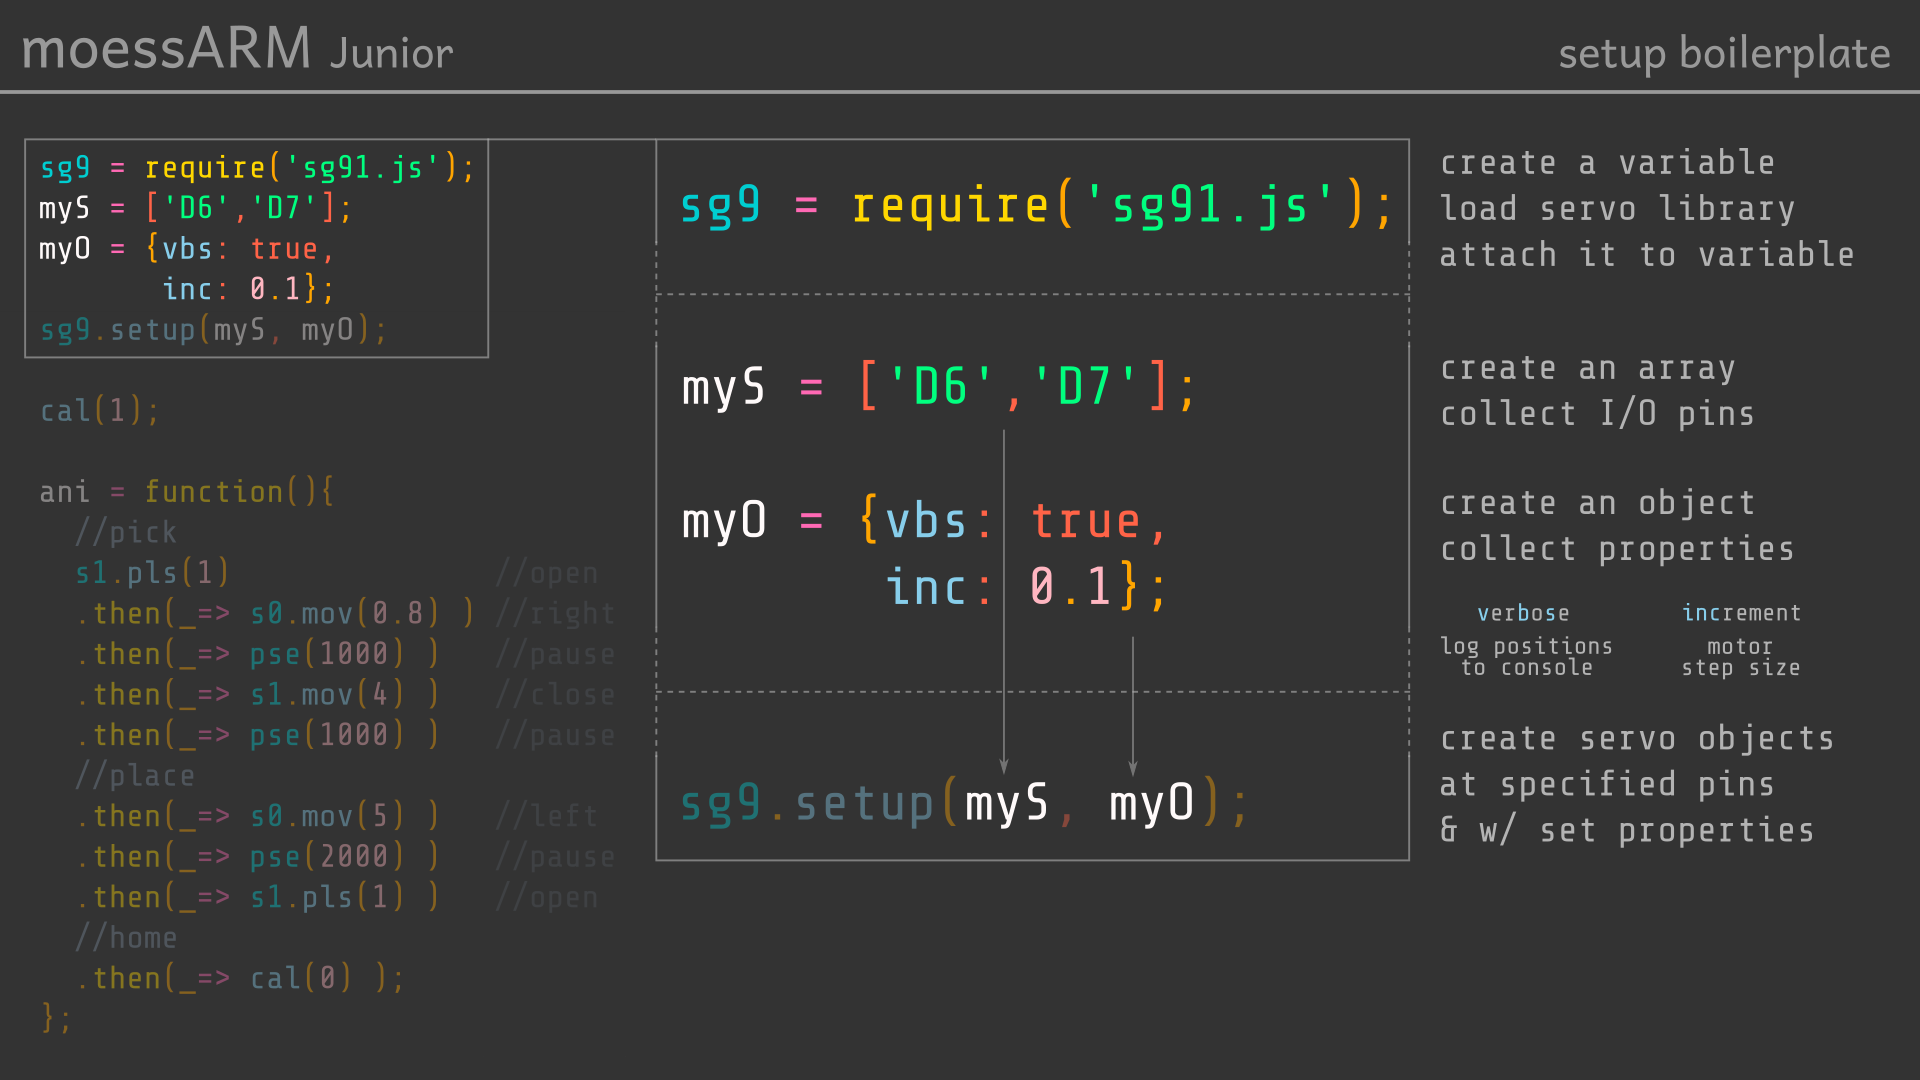 moessARM Junior
setup boilerplate
sg9 = require('sg91.js');
myS = ['D6','D7'];
myO = {vbs: true,
inc: 0.1};
sg9.setup(myS, myO);
cal(1);
ani = function(){
//pick
s1.pls(1) //open
.then(_=> s0.mov(0.8) ) //right
.then(_=> pse(1000) ) //pause
.then(_=> s1.mov(4) ) //close
.then(_=> pse(1000) ) //pause
//place
.then(_=> s0.mov(5) ) //left
.then(_=> pse(2000) ) //pause
.then(_=> s1.pls(1) ) //open
//home
.then(_=> cal(0) );
};
sg9 = require('sg91.js');
myS = ['D6','D7'];
myO = {vbs: true,
inc: 0.1};
sg9.setup(myS, myO);
create a variable
load servo library
attach it to variable
create an array
collect I/O pins
create an object
collect properties
verbose
log positions
to console
increment
motor
step size
create servo objects
at specified pins
& w/ set properties